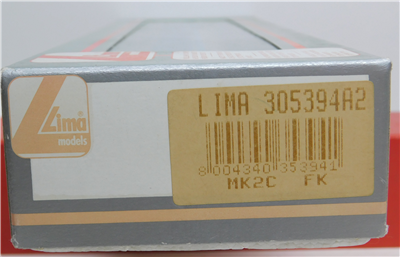 Lima
models
LIMA 305394A2
8 004340 353941
MK2C FK